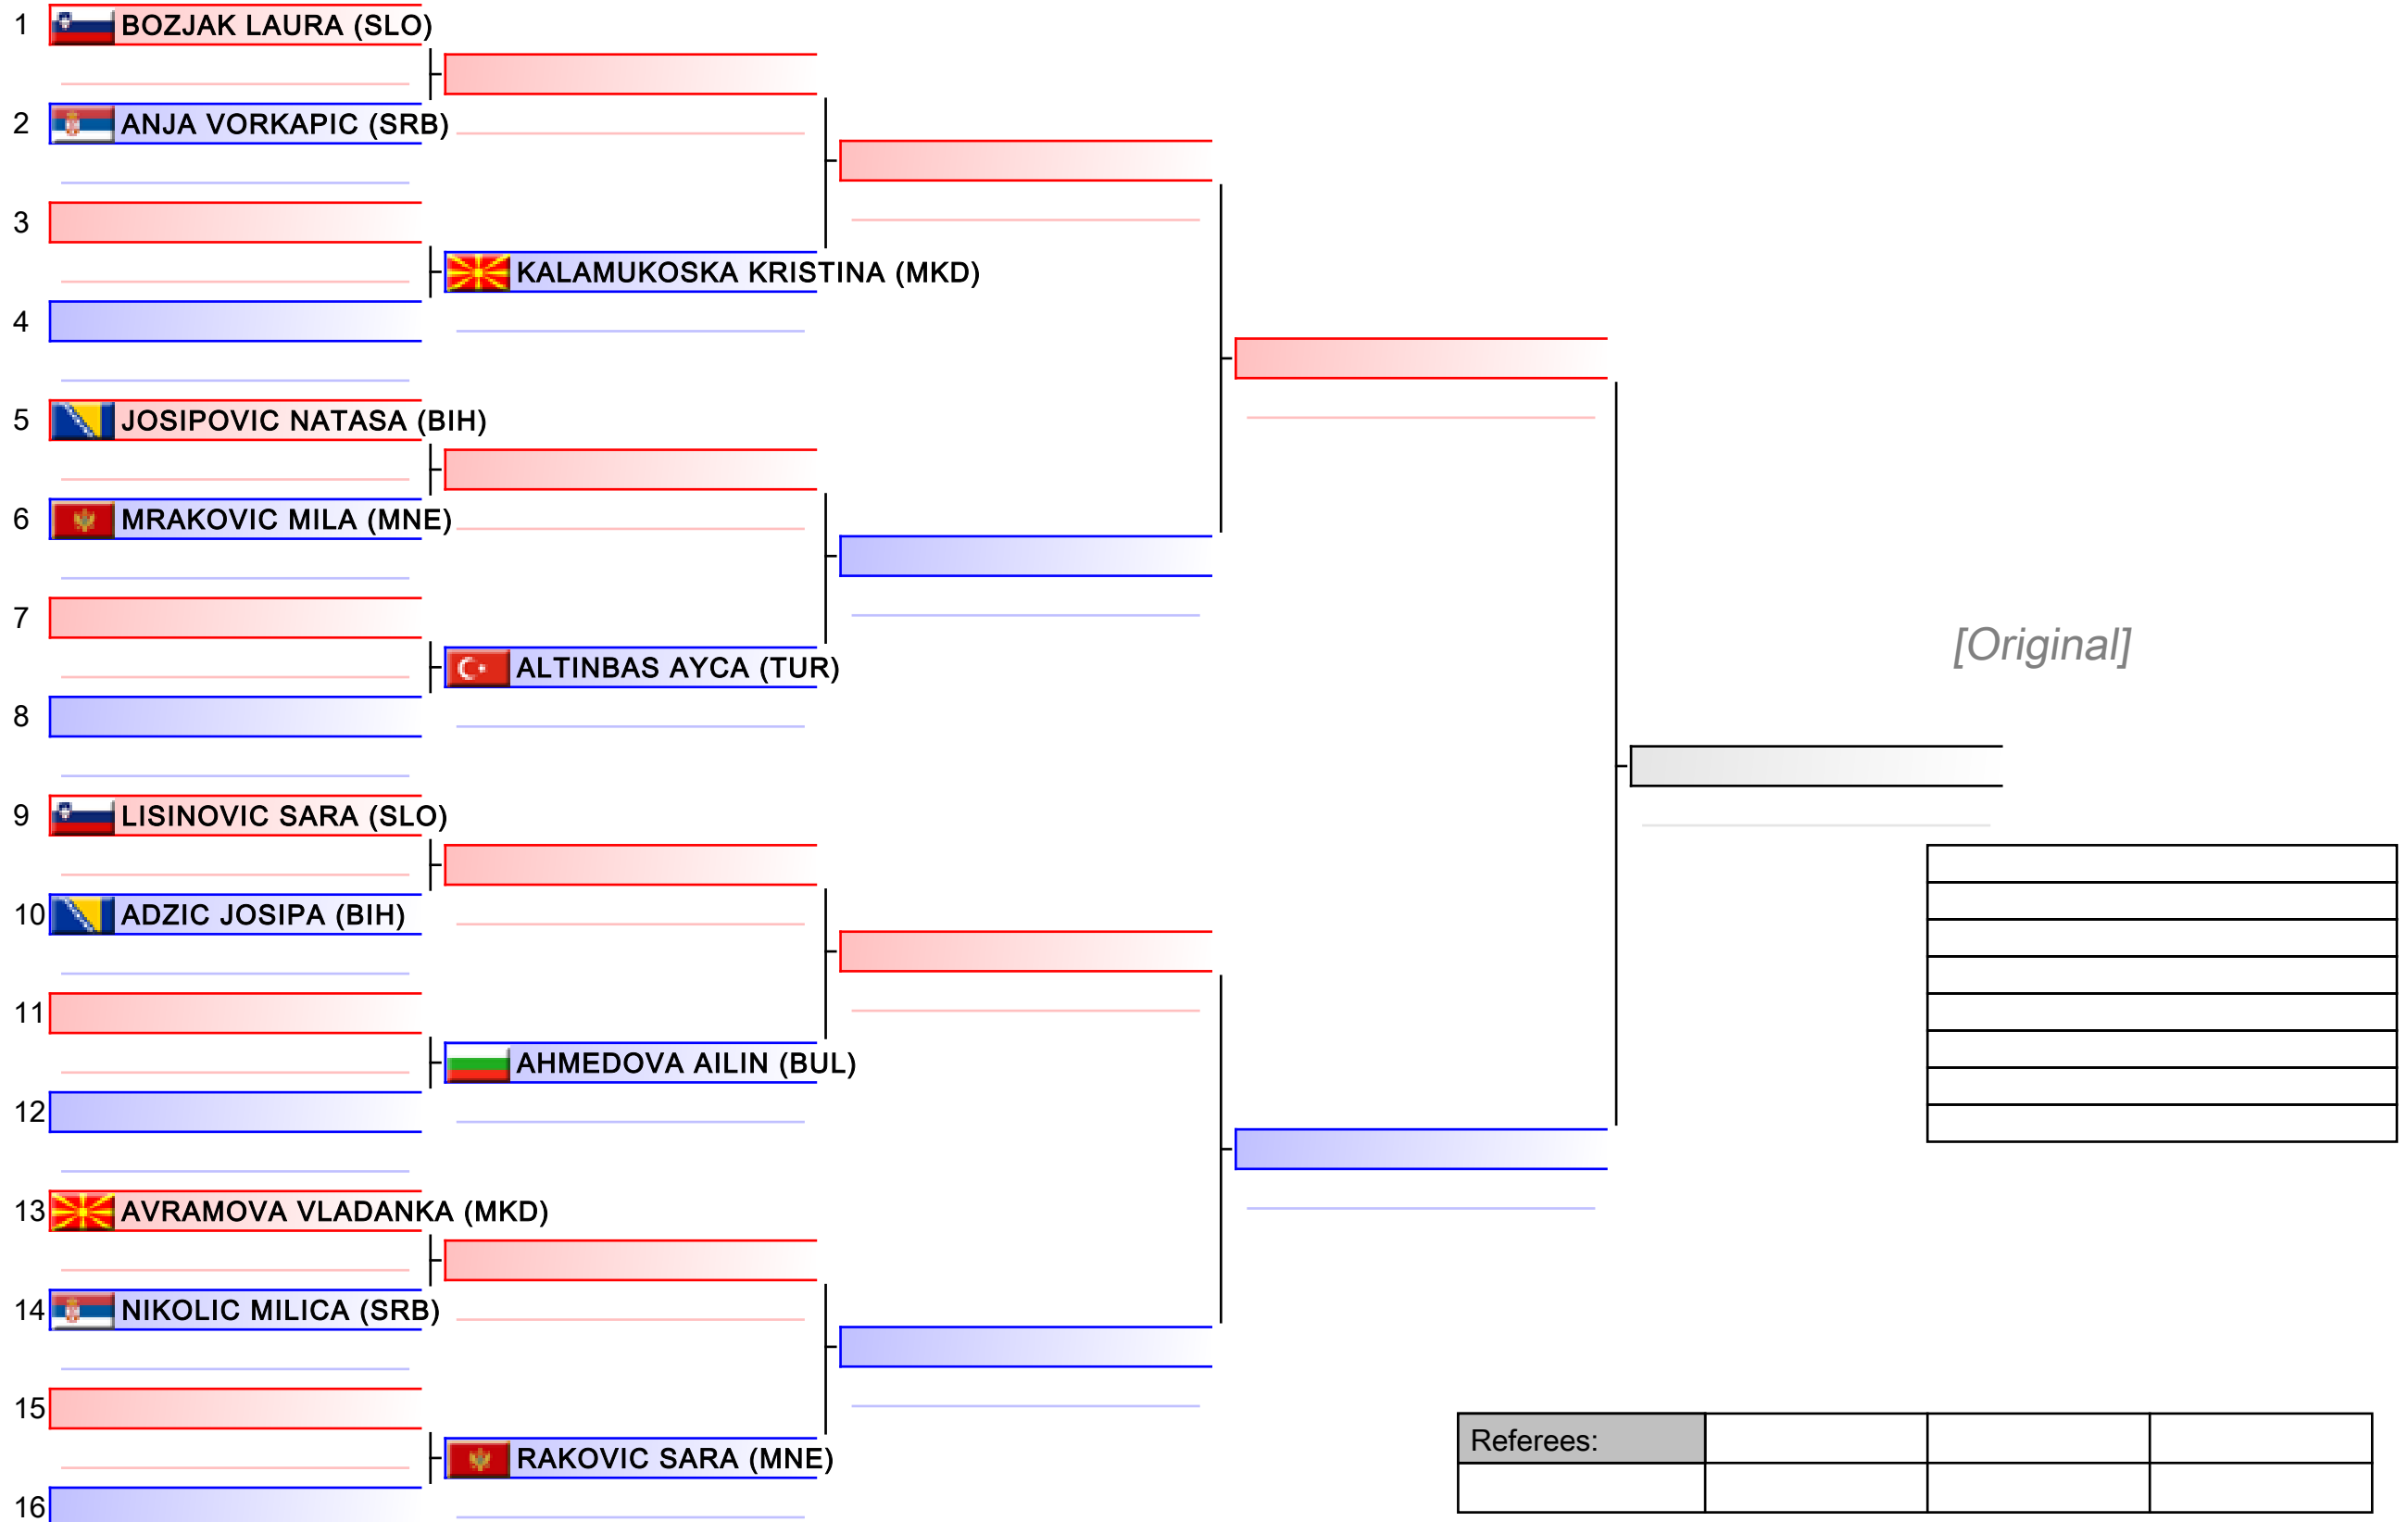 1 BOZJAK LAURA (SLO)
2 ANJA VORKAPIC (SRB)
3
KALAMUKOSKA KRISTINA (MKD)
4
5 JOSIPOVIC NATASA (BIH)
6 MRAKOVIC MILA (MNE)
7
[Original]
ALTINBAS AYCA (TUR)
8
9 LISINOVIC SARA (SLO)
10 ADZIC JOSIPA (BIH)
11
AHMEDOVA AILIN (BUL)
12
13 AVRAMOVA VLADANKA (MKD)
14 NIKOLIC MILICA (SRB)
15
Referees:
RAKOVIC SARA (MNE)
16